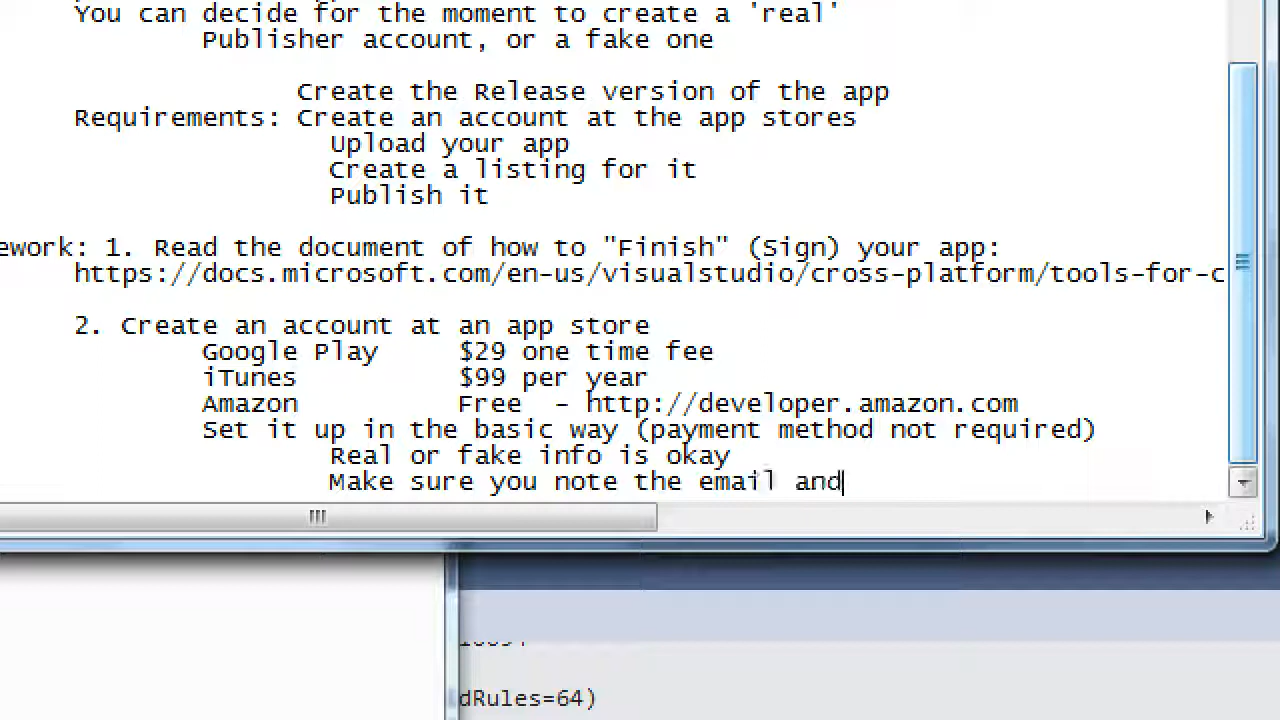 You can decide for the moment to create a 'real'
Publisher account, or a fake one
Create the Release version of the app
Requirements: Create an account at the app stores
Upload your app
Create a listing for it
Publish it
ework: 1. Read the document of how to "Finish" (Sign) your app:
https://docs.microsoft.com/en-us/visualstudio/cross-platform/tools-for-c
2. Create an account at an app store
Google Play $29 one time fee
iTunes $99 per year
Amazon Free - http://developer.amazon.com
Set it up in the basic way (payment method not required)
Real or fake info is okay
Make sure you note the email and
dRules=64)